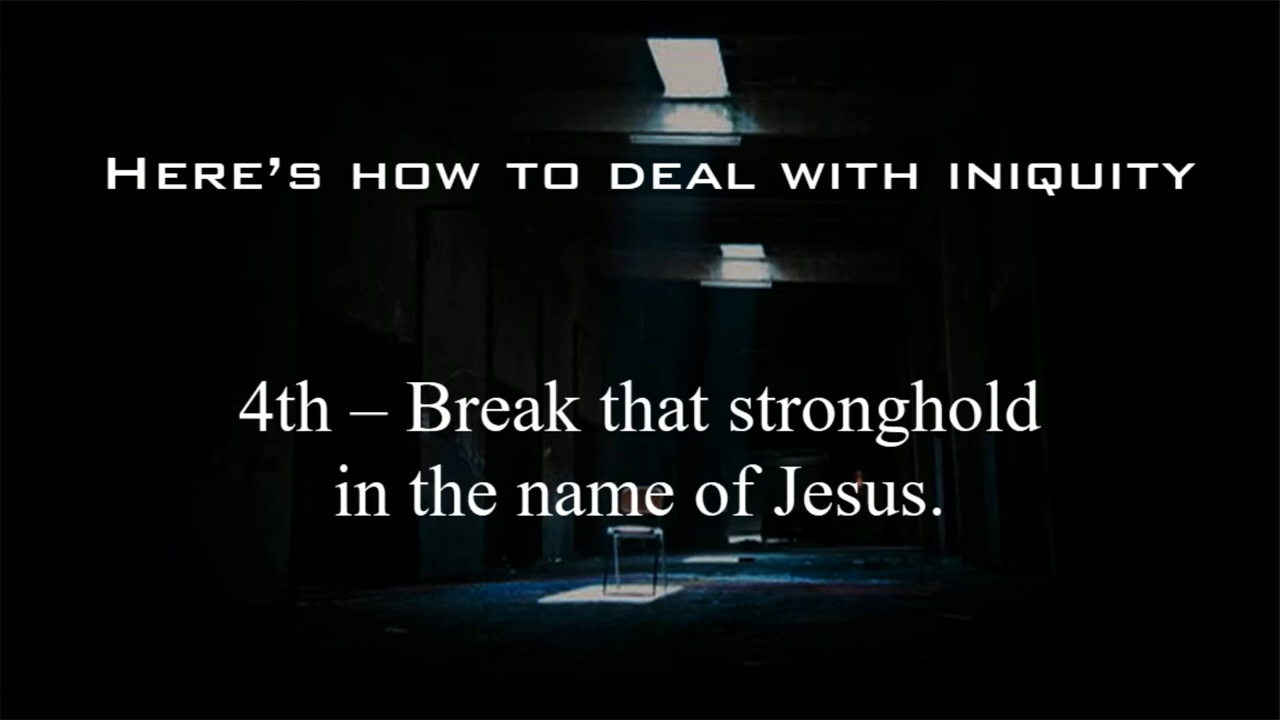 Here's how to deal with iniquity
4th – Break that stronghold
in the name of Jesus.